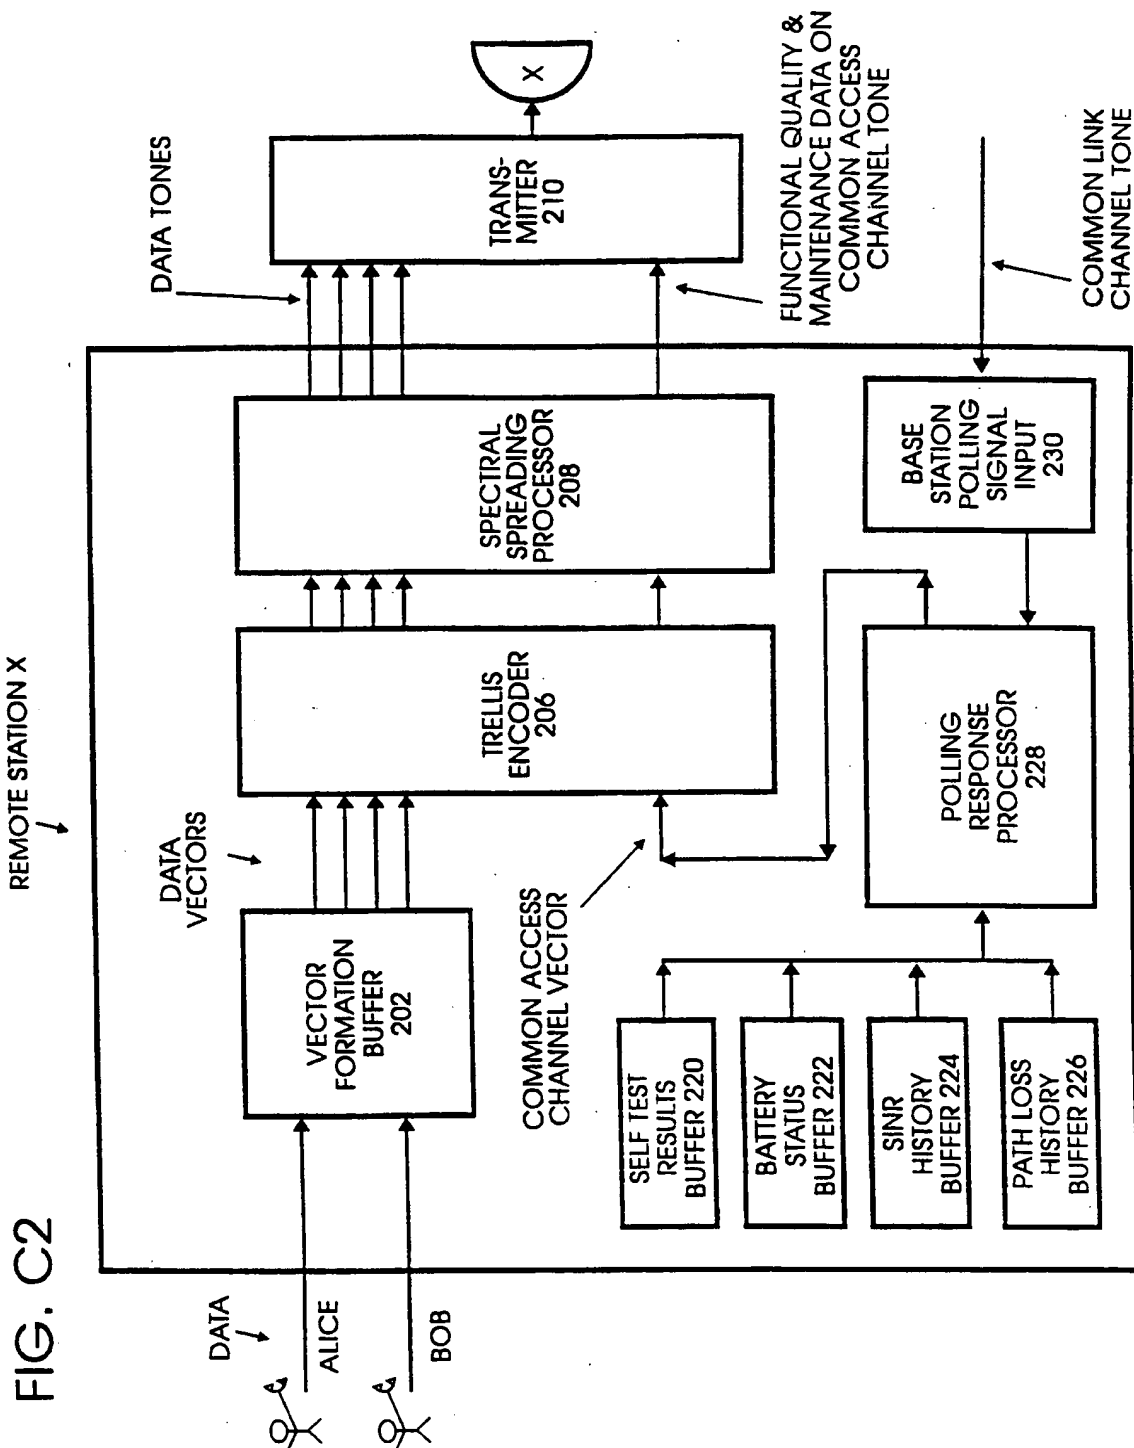 FIG. C2
REMOTE STATION X
DATA
ALICE
BOB
VECTOR
FORMATION
BUFFER
202
DATA
VECTORS
TRELLIS
ENCODER
206
SPECTRAL
SPREADING
PROCESSOR
208
DATA TONES
TRANS-
MITTER
210
X
FUNCTIONAL QUALITY &
MAINTENANCE DATA ON
COMMON ACCESS
CHANNEL TONE
COMMON ACCESS
CHANNEL VECTOR
SELF TEST
RESULTS
BUFFER 220
BATTERY
STATUS
BUFFER 222
SINR
HISTORY
BUFFER 224
PATH LOSS
HISTORY
BUFFER 226
POLLING
RESPONSE
PROCESSOR
228
BASE
STATION
POLLING
SIGNAL
INPUT
230
COMMON LINK
CHANNEL TONE